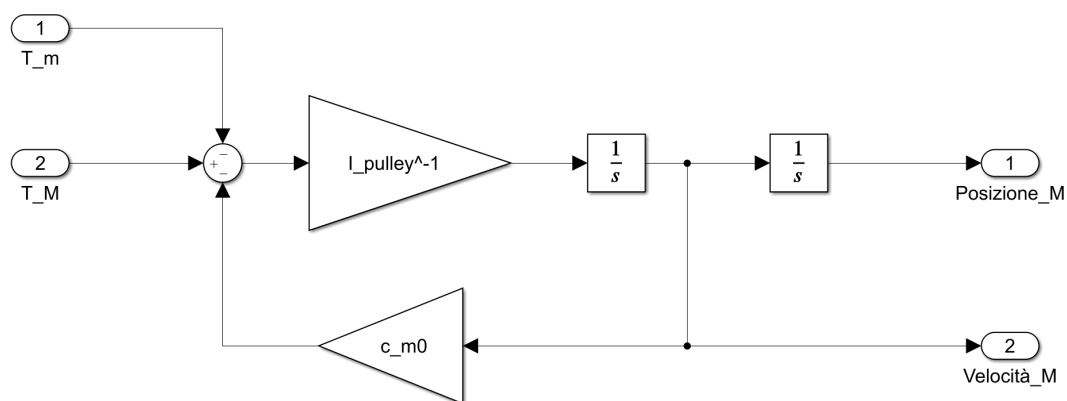 1
T_m
2
T_M
−
+
−
I_pulley^-1
1
s
1
s
1
Posizione_M
c_m0
2
Velocità_M